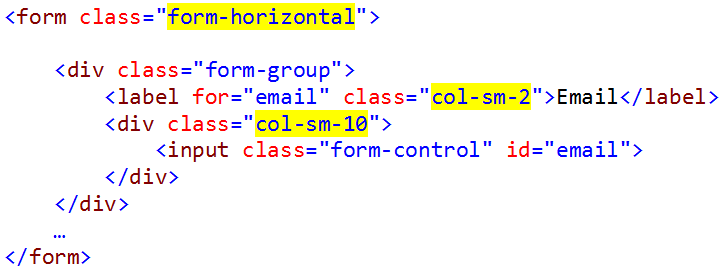 <form class="form-horizontal">
<div class="form-group">
<label for="email" class="col-sm-2">Email</label>
<div class="col-sm-10">
<input class="form-control" id="email">
</div>
</div>
…
</form>